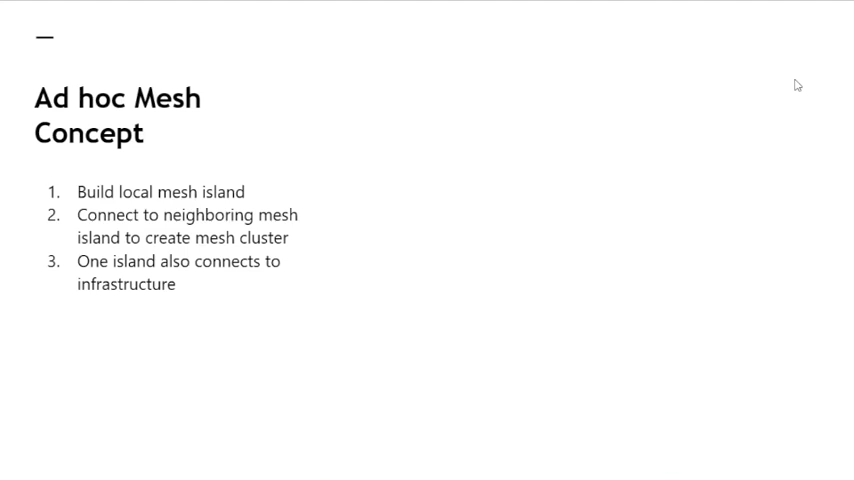 Ad hoc Mesh
Concept
1. Build local mesh island
2. Connect to neighboring mesh
island to create mesh cluster
3. One island also connects to
infrastructure